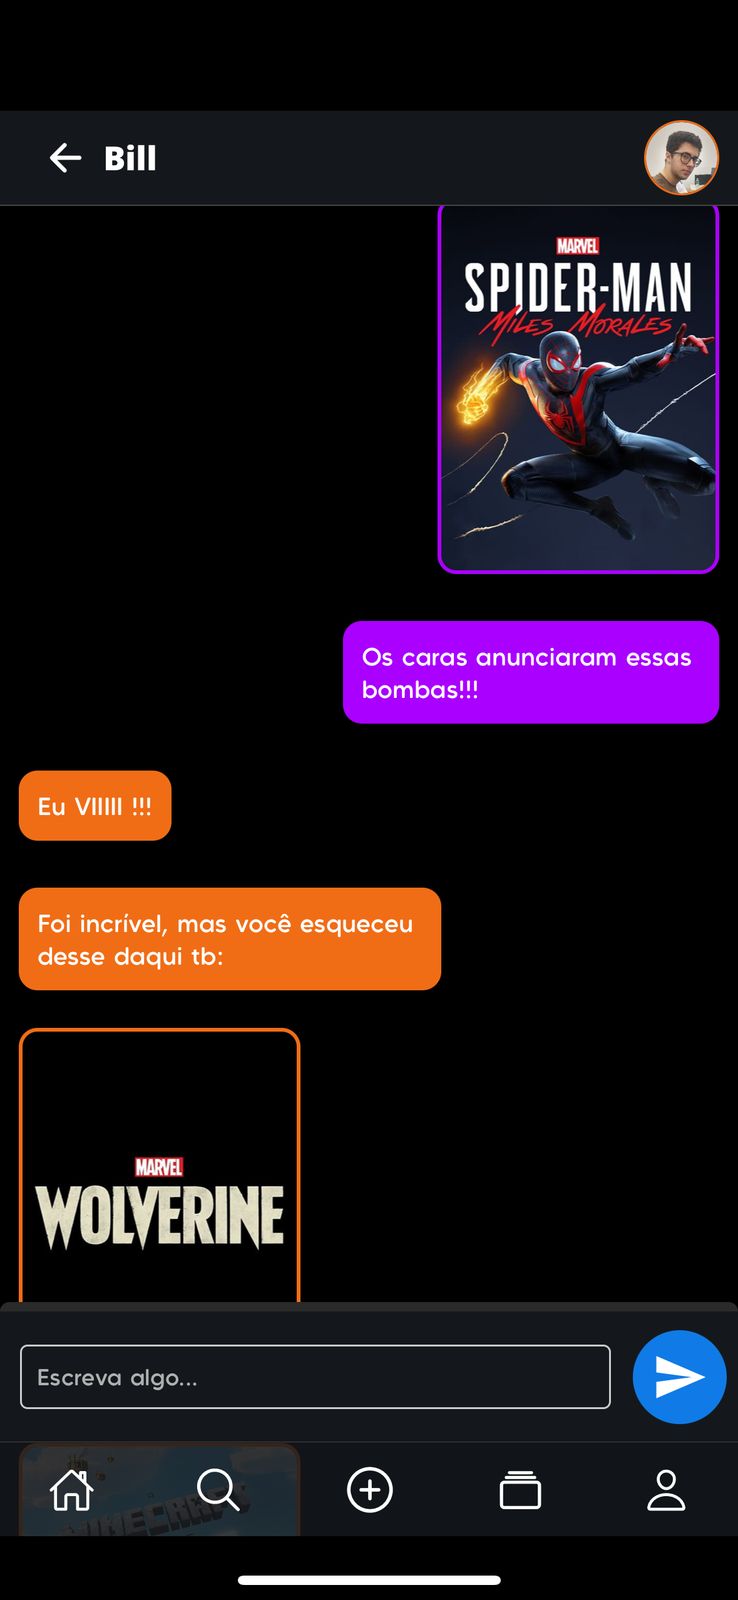 Bill
MARVEL
SPIDER-MAN
MILES MORALES
Os caras anunciaram essas
bombas!!!
Eu VIIIII !!!
Foi incrível, mas você esqueceu
desse daqui tb:
MARVEL
WOLVERINE
Escreva algo...
MINECRAFT